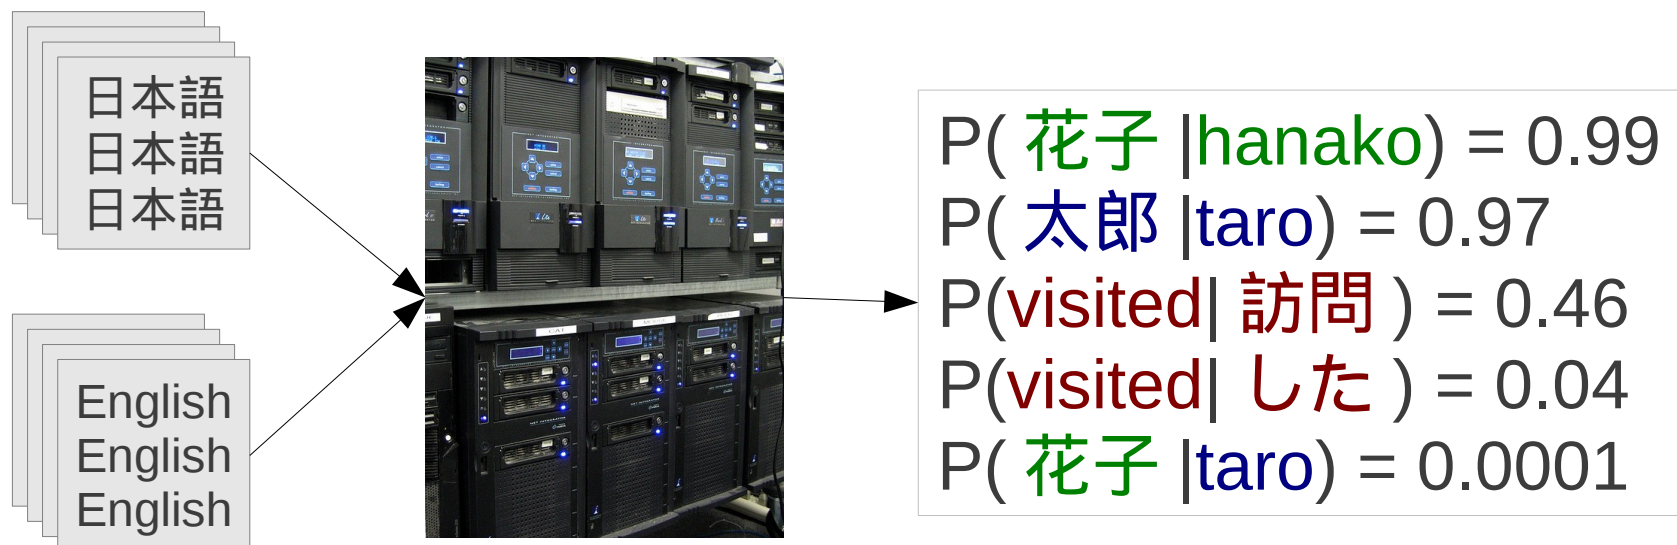 日本語
日本語
日本語
English
English
English
P( 花子 |hanako) = 0.99
P( 太郎 |taro) = 0.97
P(visited| 訪問 ) = 0.46
P(visited| した ) = 0.04
P( 花子 |taro) = 0.0001